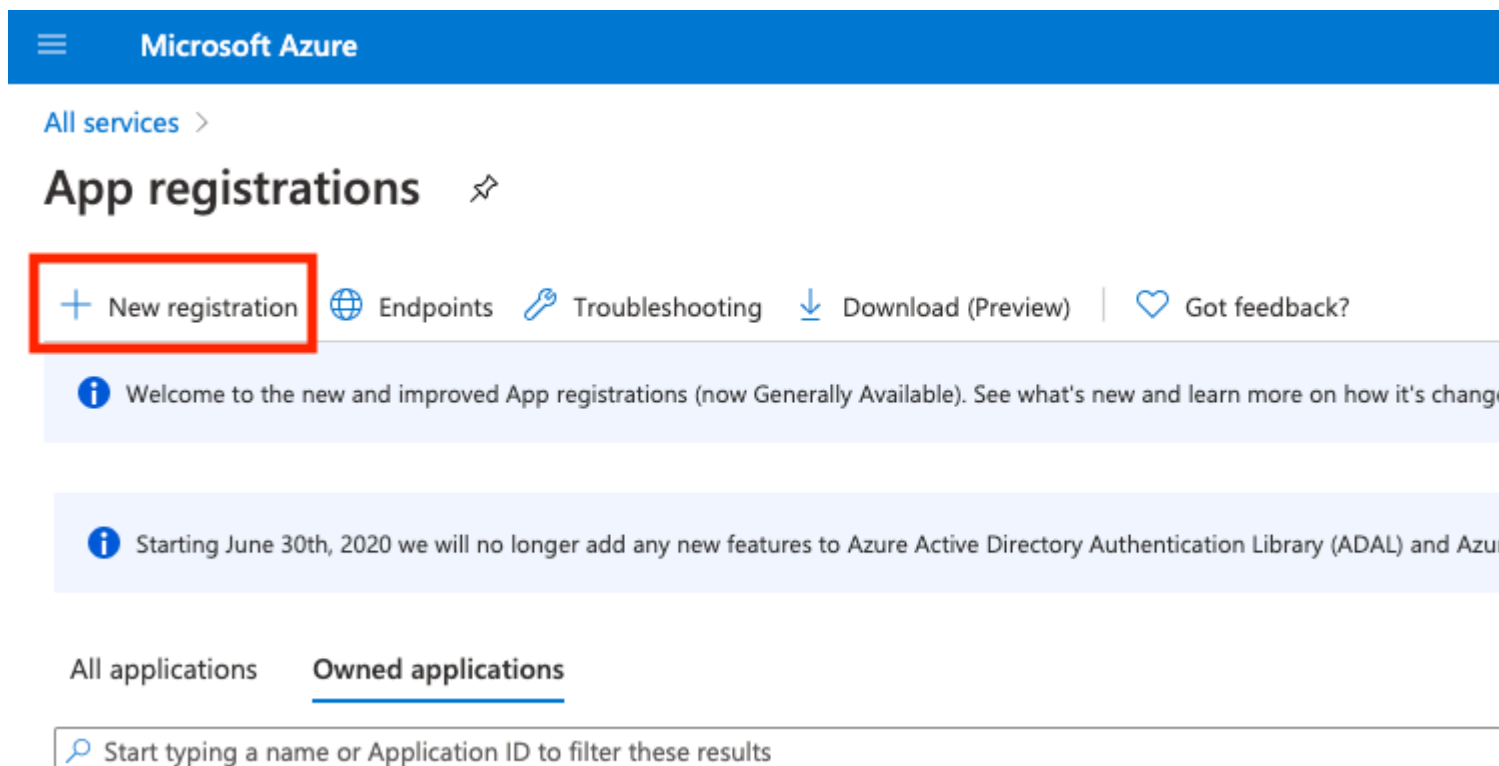 Microsoft Azure
All services >
App registrations
New registration Endpoints Troubleshooting Download (Preview) Got feedback?
Welcome to the new and improved App registrations (now Generally Available). See what's new and learn more on how it's change
Starting June 30th, 2020 we will no longer add any new features to Azure Active Directory Authentication Library (ADAL) and Azu
All applications Owned applications
Start typing a name or Application ID to filter these results